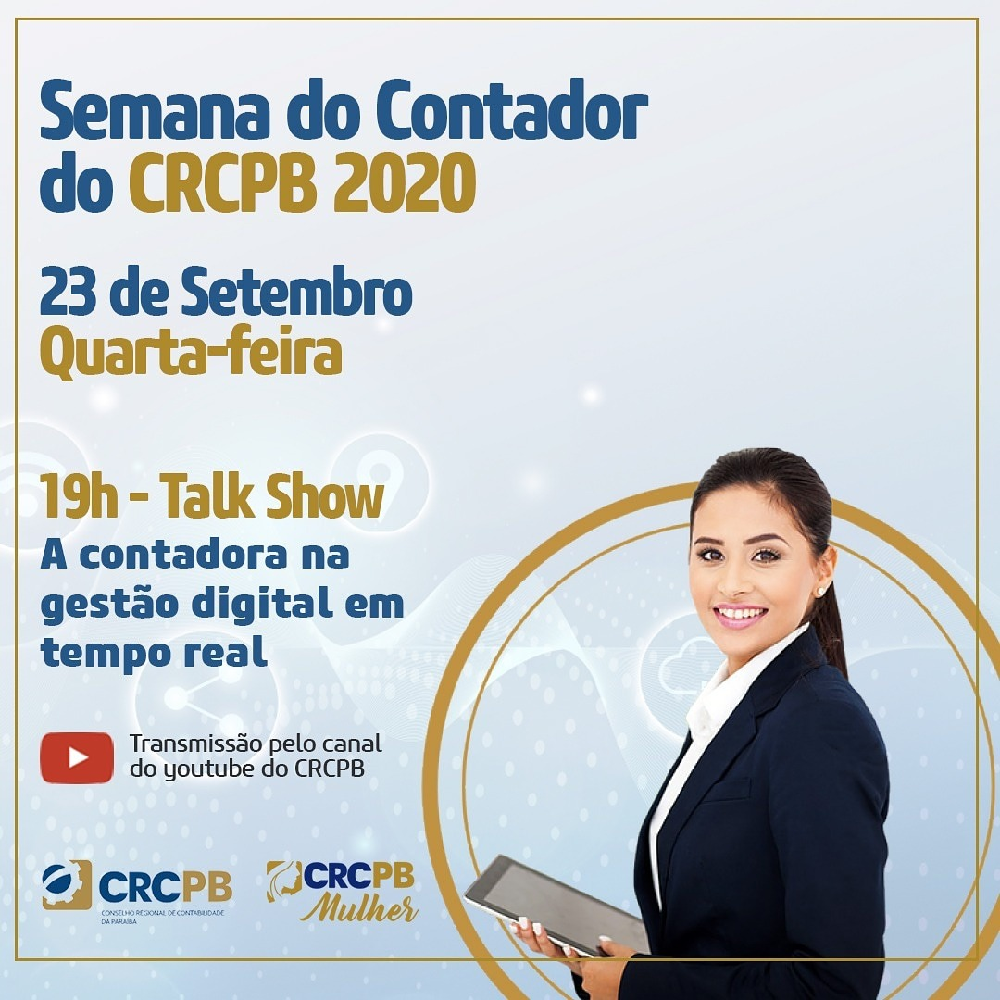 Semana do Contador
do CRCPB 2020
23 de Setembro
Quarta-feira
19h - Talk Show
A contadora na
gestão digital em
tempo real
Transmissão pelo canal
do youtube do CRCPB
CRCPB
CONSELHO REGIONAL DE CONTABILIDADE
DA PARAÍBA
CRCPB
Mulher